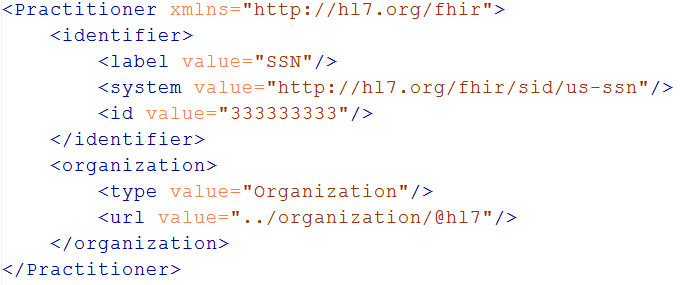 <Practitioner xmlns="http://hl7.org/fhir">
    <identifier>
        <label value="SSN"/>
        <system value="http://hl7.org/fhir/sid/us-ssn"/>
        <id value="333333333"/>
    </identifier>
    <organization>
        <type value="Organization"/>
        <url value="../organization/@hl7"/>
    </organization>
</Practitioner>